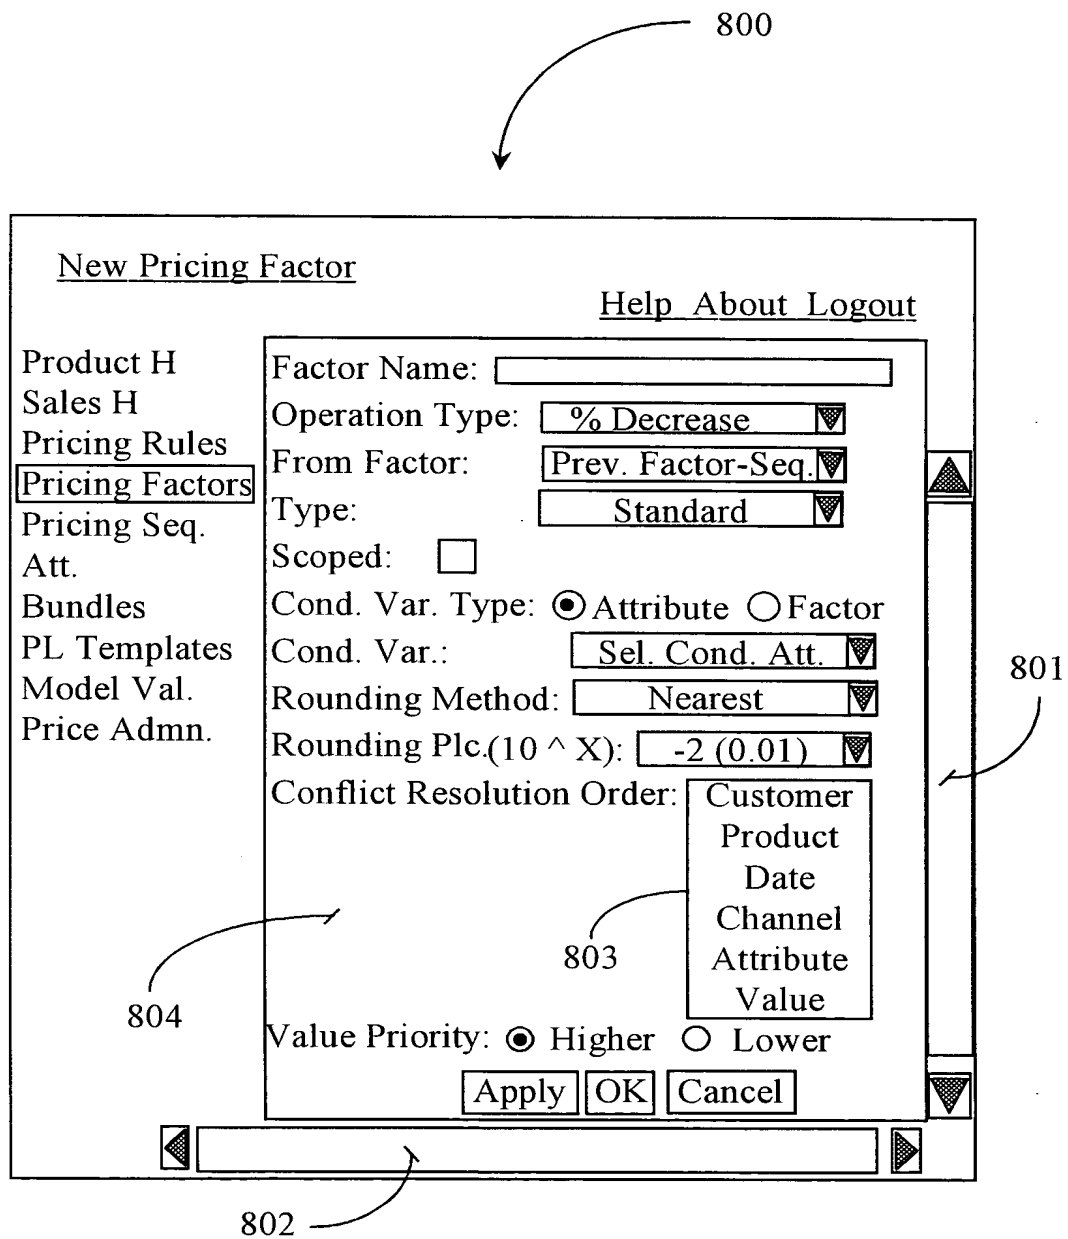 800
New Pricing Factor
Help About Logout
Product H
Sales H
Pricing Rules
Pricing Factors
Pricing Seq.
Att.
Bundles
PL Templates
Model Val.
Price Admn.
Factor Name:
Operation Type: % Decrease
From Factor: Prev. Factor-Seq.
Type: Standard
Scoped:
Cond. Var. Type: Attribute Factor
Cond. Var.: Sel. Cond. Att.
Rounding Method: Nearest
Rounding Plc.(10 ^ X): -2 (0.01)
Conflict Resolution Order: Customer
Product
Date
Channel
Attribute
Value
Value Priority: Higher Lower
Apply OK Cancel
801
803
804
802